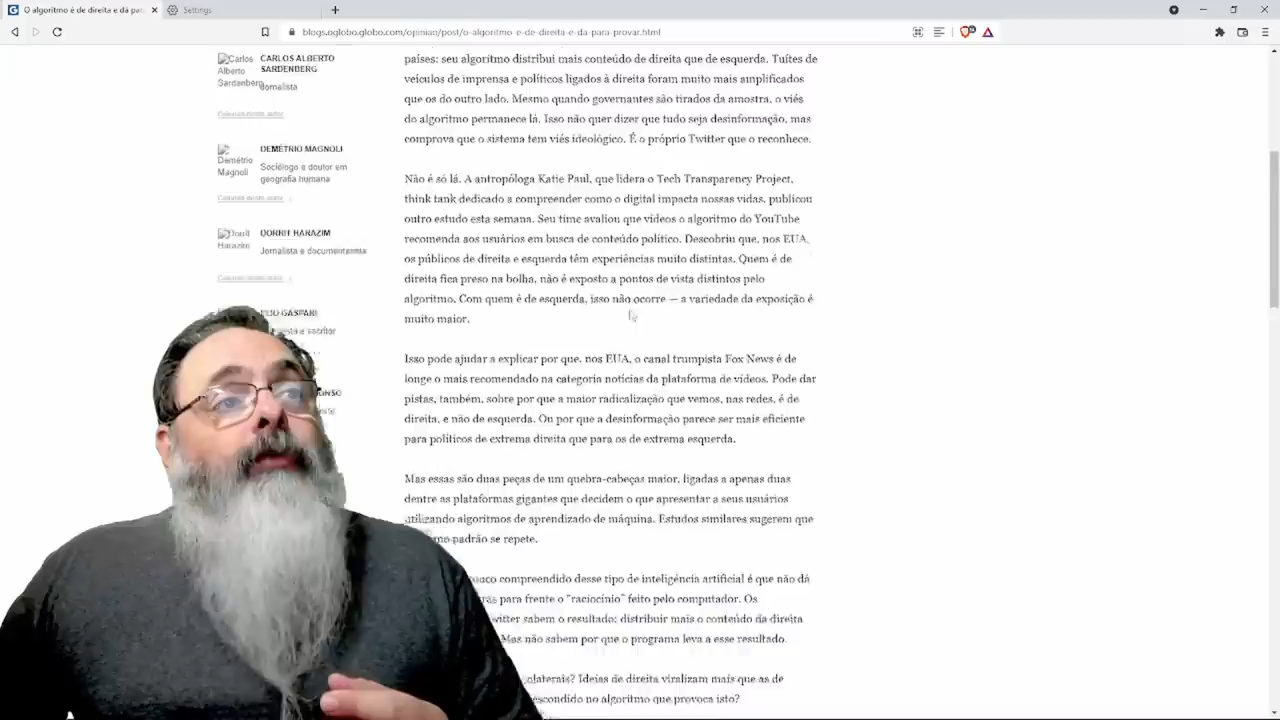 O algoritmo é de direita e dá par
Settings
blogs.oglobo.globo.com/opiniao/post/o-algoritmo-e-de-direita-e-da-para-provar.html
Carlos Alberto Sardenberg
CARLOS ALBERTO
SARDENBERG
Jornalista
Demétrio Magnoli
DEMÉTRIO MAGNOLI
Sociólogo e doutor em
geografia humana
Dorrit Harazim
DORRIT HARAZIM
Jornalista e documentarista
GASPARI
e escritor
países: seu algoritmo distribui mais conteúdo de direita que de esquerda. Tuítes de
veículos de imprensa e políticos ligados à direita foram muito mais amplificados
que os do outro lado. Mesmo quando governantes são tirados da amostra, o viés
do algoritmo permanece lá. Isso não quer dizer que tudo seja desinformação, mas
comprova que o sistema tem viés ideológico. É o próprio Twitter que o reconhece.
Não é só lá. A antropóloga Katie Paul, que lidera o Tech Transparency Project,
think tank dedicado a compreender como o digital impacta nossas vidas, publicou
outro estudo esta semana. Seu time avaliou que vídeos o algoritmo do YouTube
recomenda aos usuários em busca de conteúdo político. Descobriu que, nos EUA,
os públicos de direita e esquerda têm experiências muito distintas. Quem é de
direita fica preso na bolha, não é exposto a pontos de vista distintos pelo
algoritmo. Com quem é de esquerda, isso não ocorre — a variedade da exposição é
muito maior.
Isso pode ajudar a explicar por que, nos EUA, o canal trumpista Fox News é de
longe o mais recomendado na categoria notícias da plataforma de vídeos. Pode dar
pistas, também, sobre por que a maior radicalização que vemos, nas redes, é de
direita, e não de esquerda. Ou por que a desinformação parece ser mais eficiente
para políticos de extrema direita que para os de extrema esquerda.
Mas essas são duas peças de um quebra-cabeças maior, ligadas a apenas duas
dentre as plataformas gigantes que decidem o que apresentar a seus usuários
utilizando algoritmos de aprendizado de máquina. Estudos similares sugerem que
padrão se repete.
compreendido desse tipo de inteligência artificial é que não dá
para frente o “raciocínio” feito pelo computador. Os
sabem o resultado: distribuir mais o conteúdo da direita
Mas não sabem por que o programa leva a esse resultado.
Ideias de direita viralizam mais que as de
no algoritmo que provoca isto?